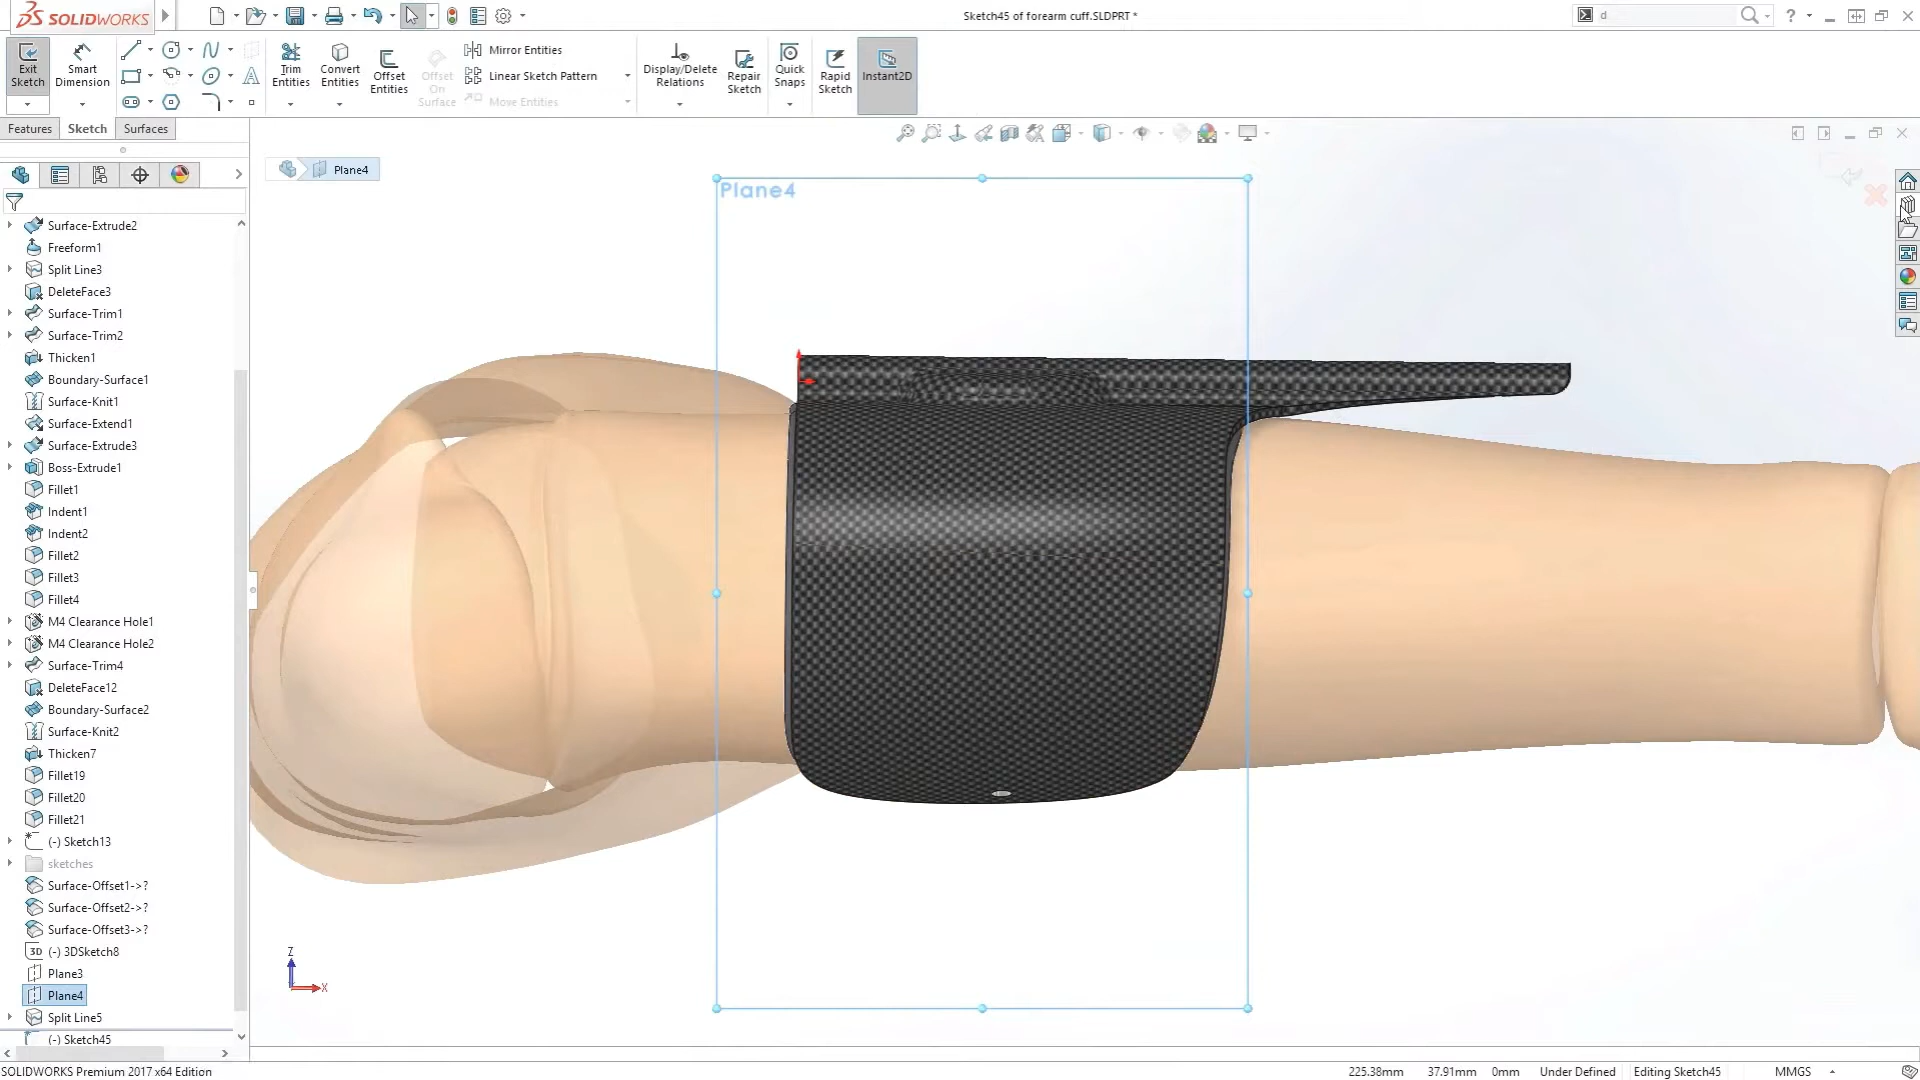 SOLIDWORKS
Sketch45 of forearm cuff.SLDPRT *
d
?
Exit Sketch
Smart Dimension
Trim Entities
Convert Entities
Offset Entities
Offset On Surface
Mirror Entities
Linear Sketch Pattern
Move Entities
Display/Delete Relations
Repair Sketch
Quick Snaps
Rapid Sketch
Instant2D
Features
Sketch
Surfaces
Plane4
Plane4
Surface-Extrude2
Freeform1
Split Line3
DeleteFace3
Surface-Trim1
Surface-Trim2
Thicken1
Boundary-Surface1
Surface-Knit1
Surface-Extend1
Surface-Extrude3
Boss-Extrude1
Fillet1
Indent1
Indent2
Fillet2
Fillet3
Fillet4
M4 Clearance Hole1
M4 Clearance Hole2
Surface-Trim4
DeleteFace12
Boundary-Surface2
Surface-Knit2
Thicken7
Fillet19
Fillet20
Fillet21
(-) Sketch13
sketches
Surface-Offset1->?
Surface-Offset2->?
Surface-Offset3->?
3D (-) 3DSketch8
Plane3
Plane4
Split Line5
(-) Sketch45
Z
X
SOLIDWORKS Premium 2017 x64 Edition
225.38mm 37.91mm 0mm Under Defined Editing Sketch45 MMGS